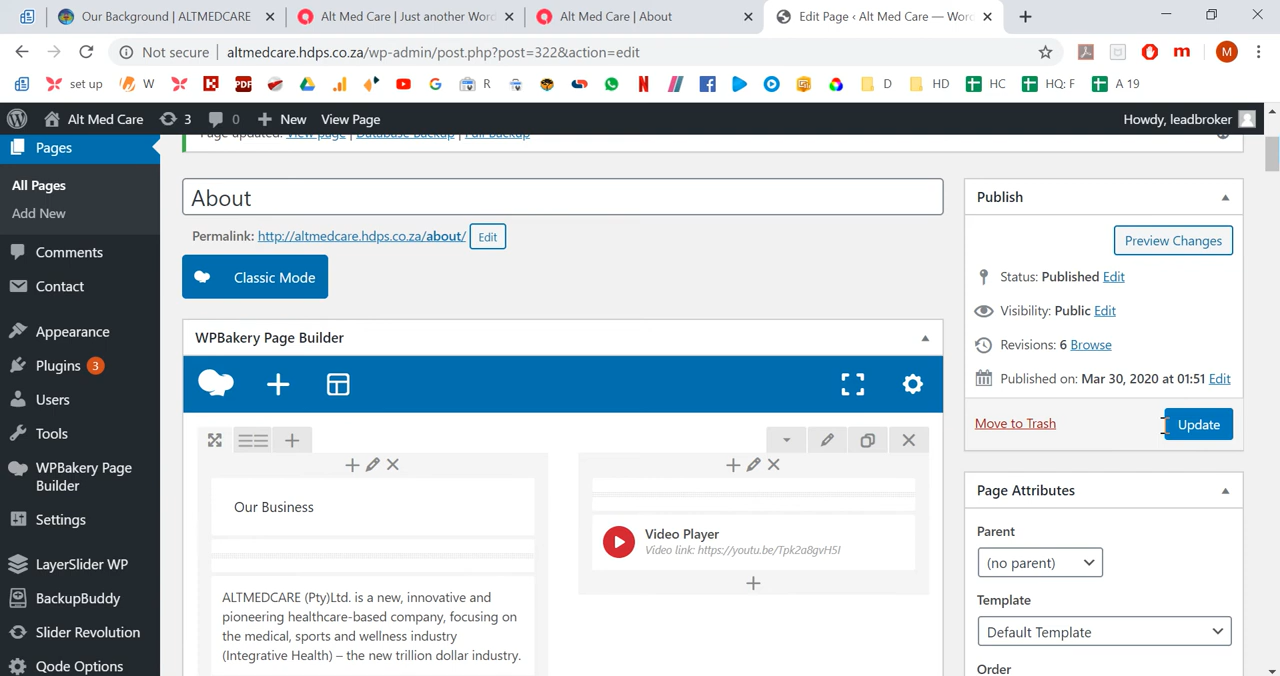 Our Background | ALTMEDCARE
Alt Med Care | Just another Wor
Alt Med Care | About
Edit Page ‹ Alt Med Care — Wor
Not secure
altmedcare.hdps.co.za/wp-admin/post.php?post=322&action=edit
M
set up
W
R
D
HD
HC
HQ: F
A 19
Alt Med Care
3
0
New
View Page
Howdy, leadbroker
Page updated. View page | Database Backup | Full Backup
Pages
All Pages
Add New
Comments
Contact
Appearance
Plugins 3
Users
Tools
WPBakery Page
Builder
Settings
LayerSlider WP
BackupBuddy
Slider Revolution
Qode Options
About
Permalink: http://altmedcare.hdps.co.za/about/ Edit
Classic Mode
WPBakery Page Builder
Our Business
ALTMEDCARE (Pty)Ltd. is a new, innovative and
pioneering healthcare-based company, focusing on
the medical, sports and wellness industry
(Integrative Health) – the new trillion dollar industry.
Video Player
Video link: https://youtu.be/Tpk2a8gvH5I
Publish
Preview Changes
Status: Published Edit
Visibility: Public Edit
Revisions: 6 Browse
Published on: Mar 30, 2020 at 01:51 Edit
Move to Trash
Update
Page Attributes
Parent
(no parent)
Template
Default Template
Order